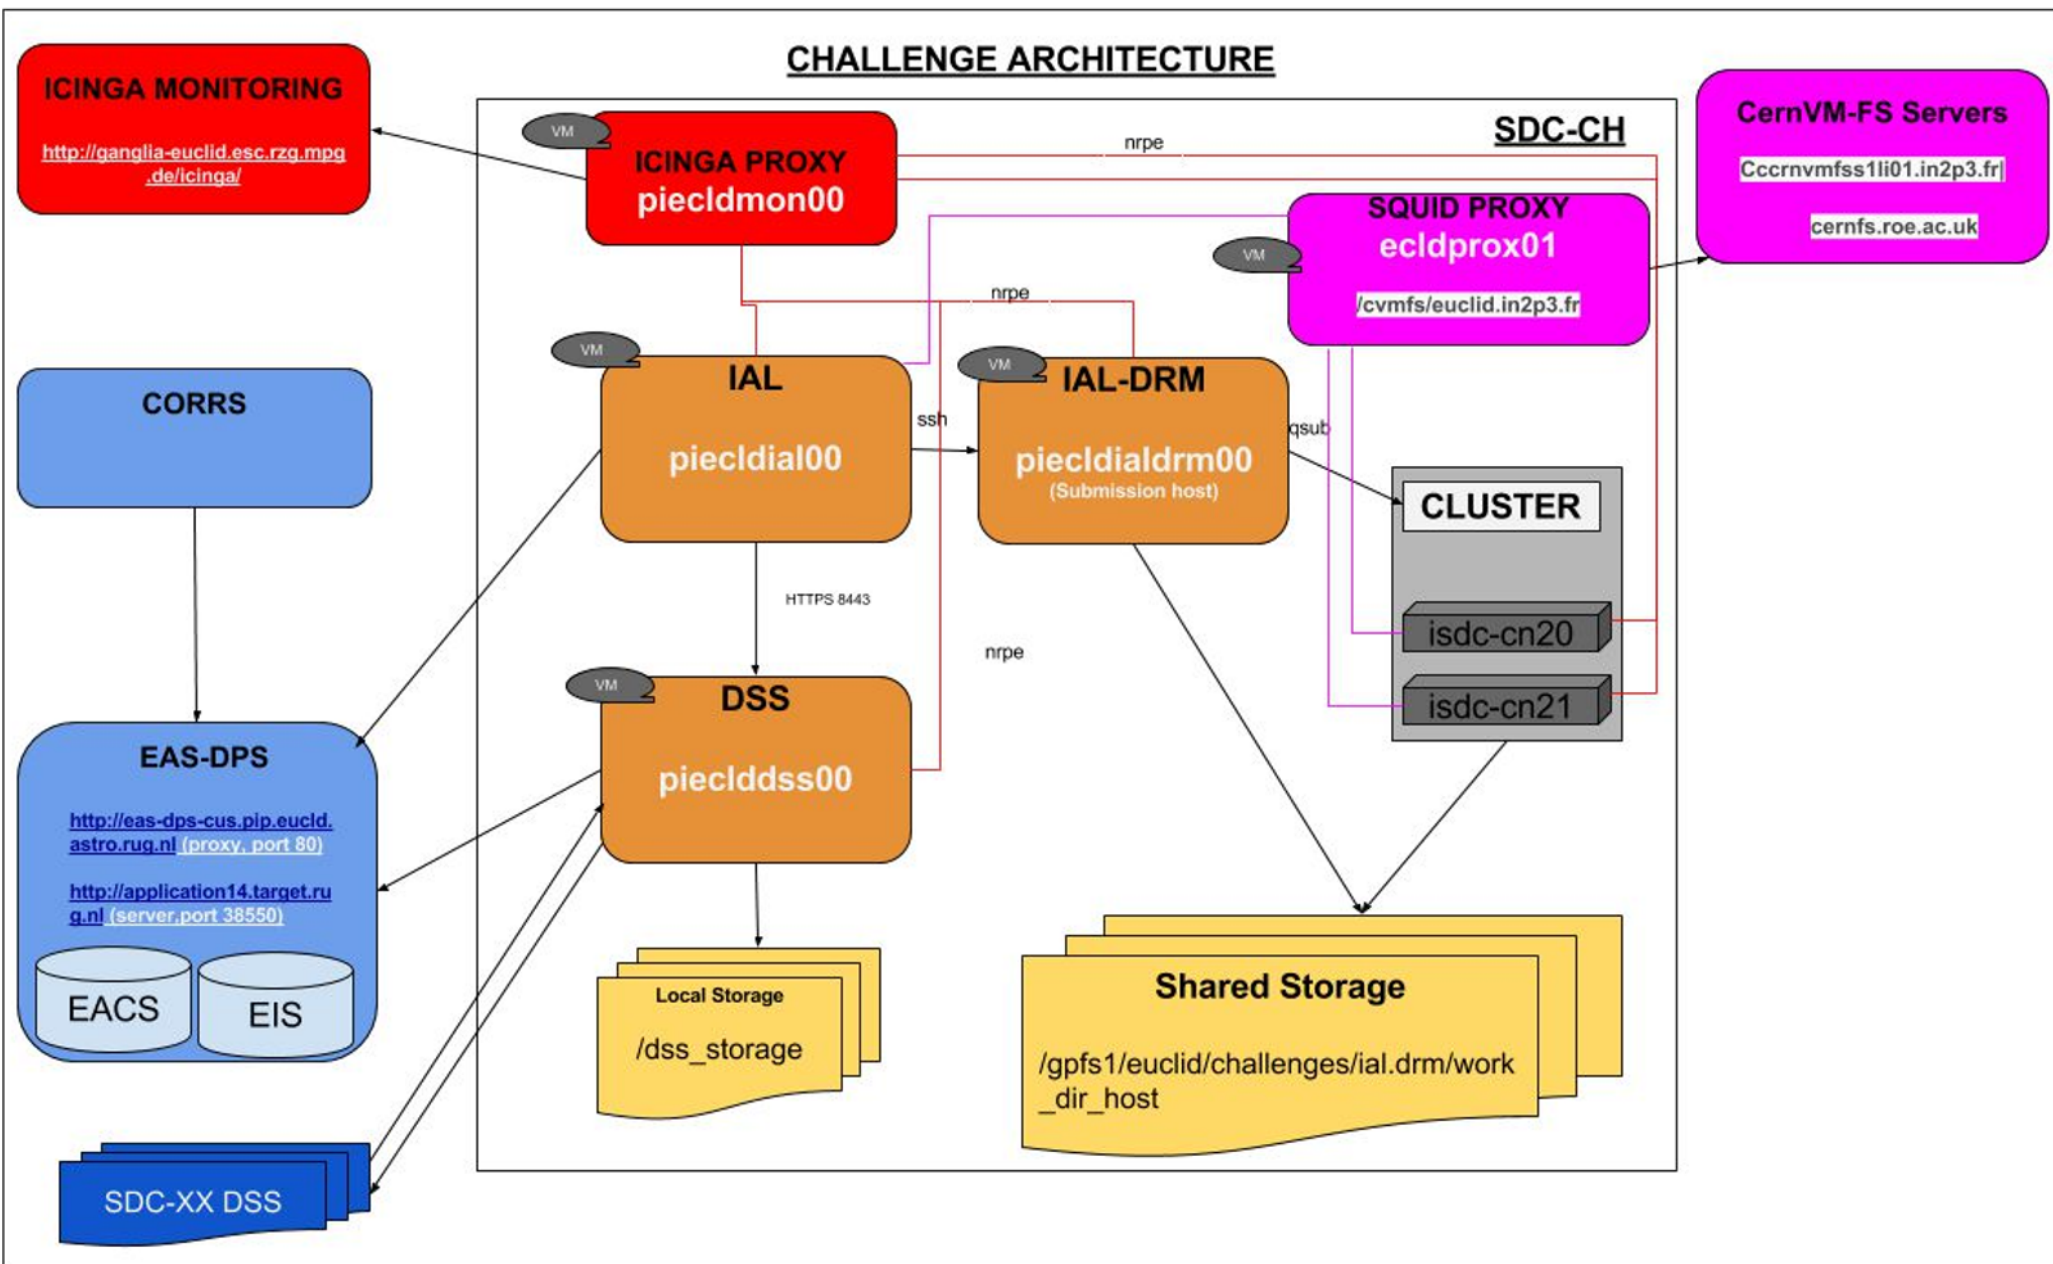 CHALLENGE ARCHITECTURE
ICINGA MONITORING
http://ganglia-euclid.esc.rzg.mpg
.de/icinga/
VM
ICINGA PROXY
piecldmon00
nrpe
SDC-CH
CernVM-FS Servers
Cccrnvmfss1li01.in2p3.fr|
cernfs.roe.ac.uk
SQUID PROXY
ecldprox01
VM
/cvmfs/euclid.in2p3.fr
nrpe
VM
IAL
piecldial00
ssh
VM
IAL-DRM
piecldialdrm00
(Submission host)
qsub
CORRS
CLUSTER
isdc-cn20
isdc-cn21
HTTPS 8443
nrpe
VM
DSS
pieclddss00
EAS-DPS
http://eas-dps-cus.pip.eucld.
astro.rug.nl (proxy, port 80)
http://application14.target.ru
g.nl (server,port 38550)
EACS
EIS
Local Storage
/dss_storage
Shared Storage
/gpfs1/euclid/challenges/ial.drm/work
_dir_host
SDC-XX DSS